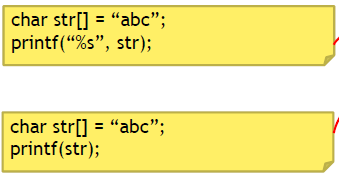 char str[] = “abc”;
printf(“%s”, str);
char str[] = “abc”;
printf(str);